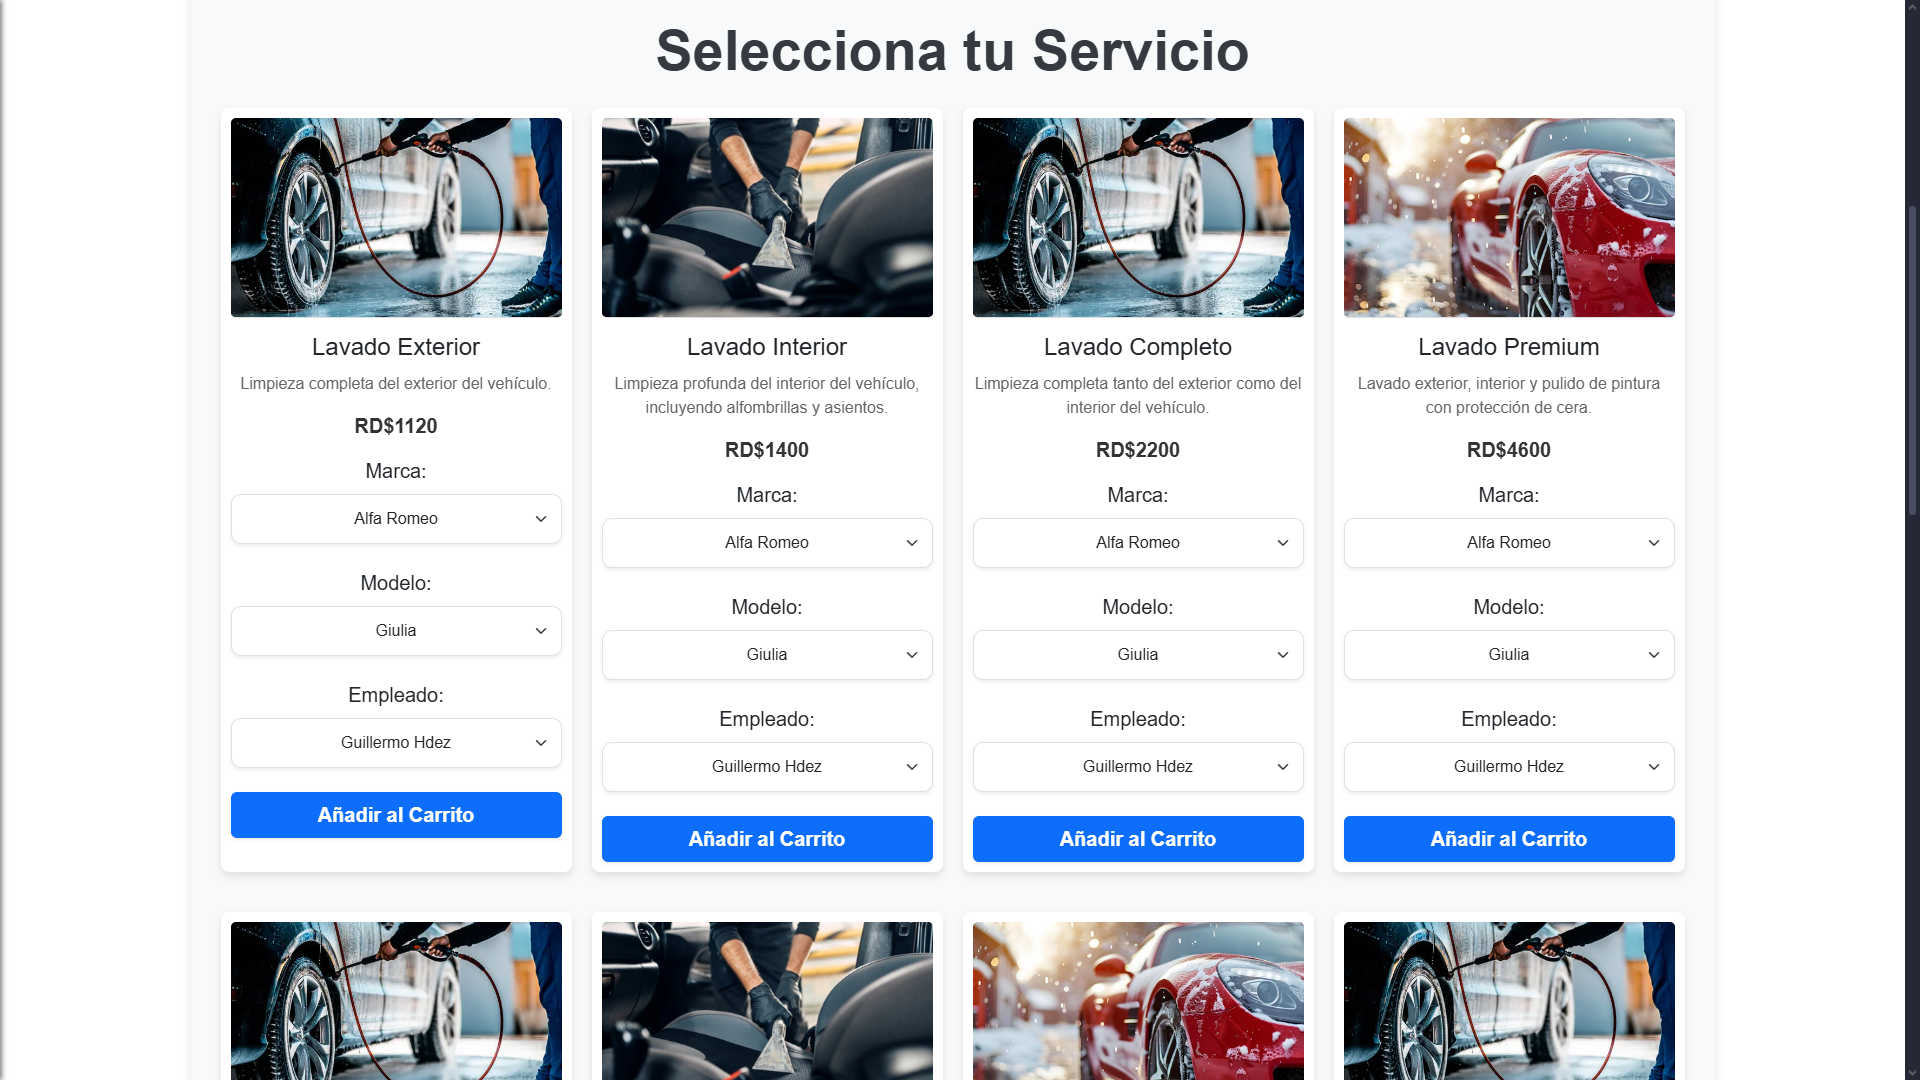 Selecciona tu Servicio
Lavado Exterior
Limpieza completa del exterior del vehículo.
RD$1120
Marca:
Alfa Romeo
Modelo:
Giulia
Empleado:
Guillermo Hdez
Añadir al Carrito
Lavado Interior
Limpieza profunda del interior del vehículo,
incluyendo alfombrillas y asientos.
RD$1400
Marca:
Alfa Romeo
Modelo:
Giulia
Empleado:
Guillermo Hdez
Añadir al Carrito
Lavado Completo
Limpieza completa tanto del exterior como del
interior del vehículo.
RD$2200
Marca:
Alfa Romeo
Modelo:
Giulia
Empleado:
Guillermo Hdez
Añadir al Carrito
Lavado Premium
Lavado exterior, interior y pulido de pintura
con protección de cera.
RD$4600
Marca:
Alfa Romeo
Modelo:
Giulia
Empleado:
Guillermo Hdez
Añadir al Carrito